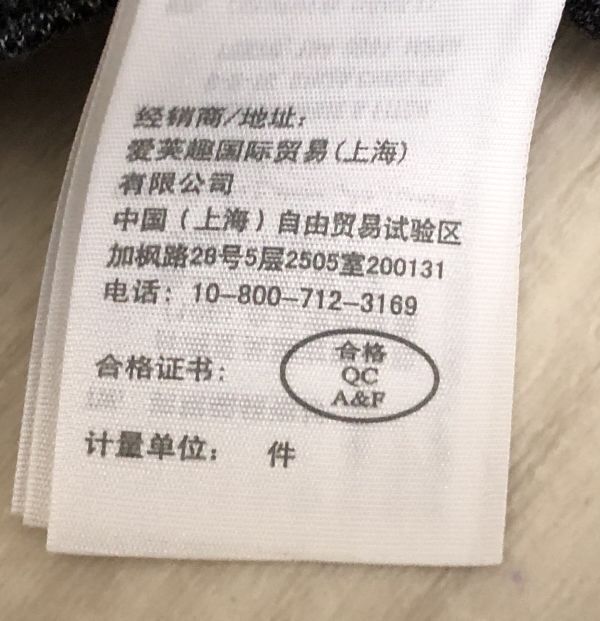 经销商/地址：
爱芙趣国际贸易(上海)
有限公司
中国（上海）自由贸易试验区
加枫路28号5层2505室200131
电话：10-800-712-3169
合格证书：
合格
QC
A&F
计量单位： 件